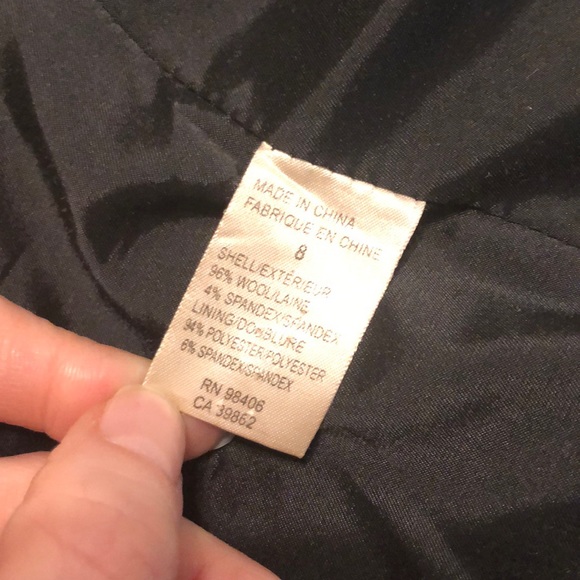 MADE IN CHINA
FABRIQUE EN CHINE
8
SHELL/EXTÉRIEUR
96% WOOL/LAINE
4% SPANDEX/SPANDEX
LINING/DOUBLURE
94% POLYESTER/POLYESTER
6% SPANDEX/SPANDEX
RN 98406
CA 39862